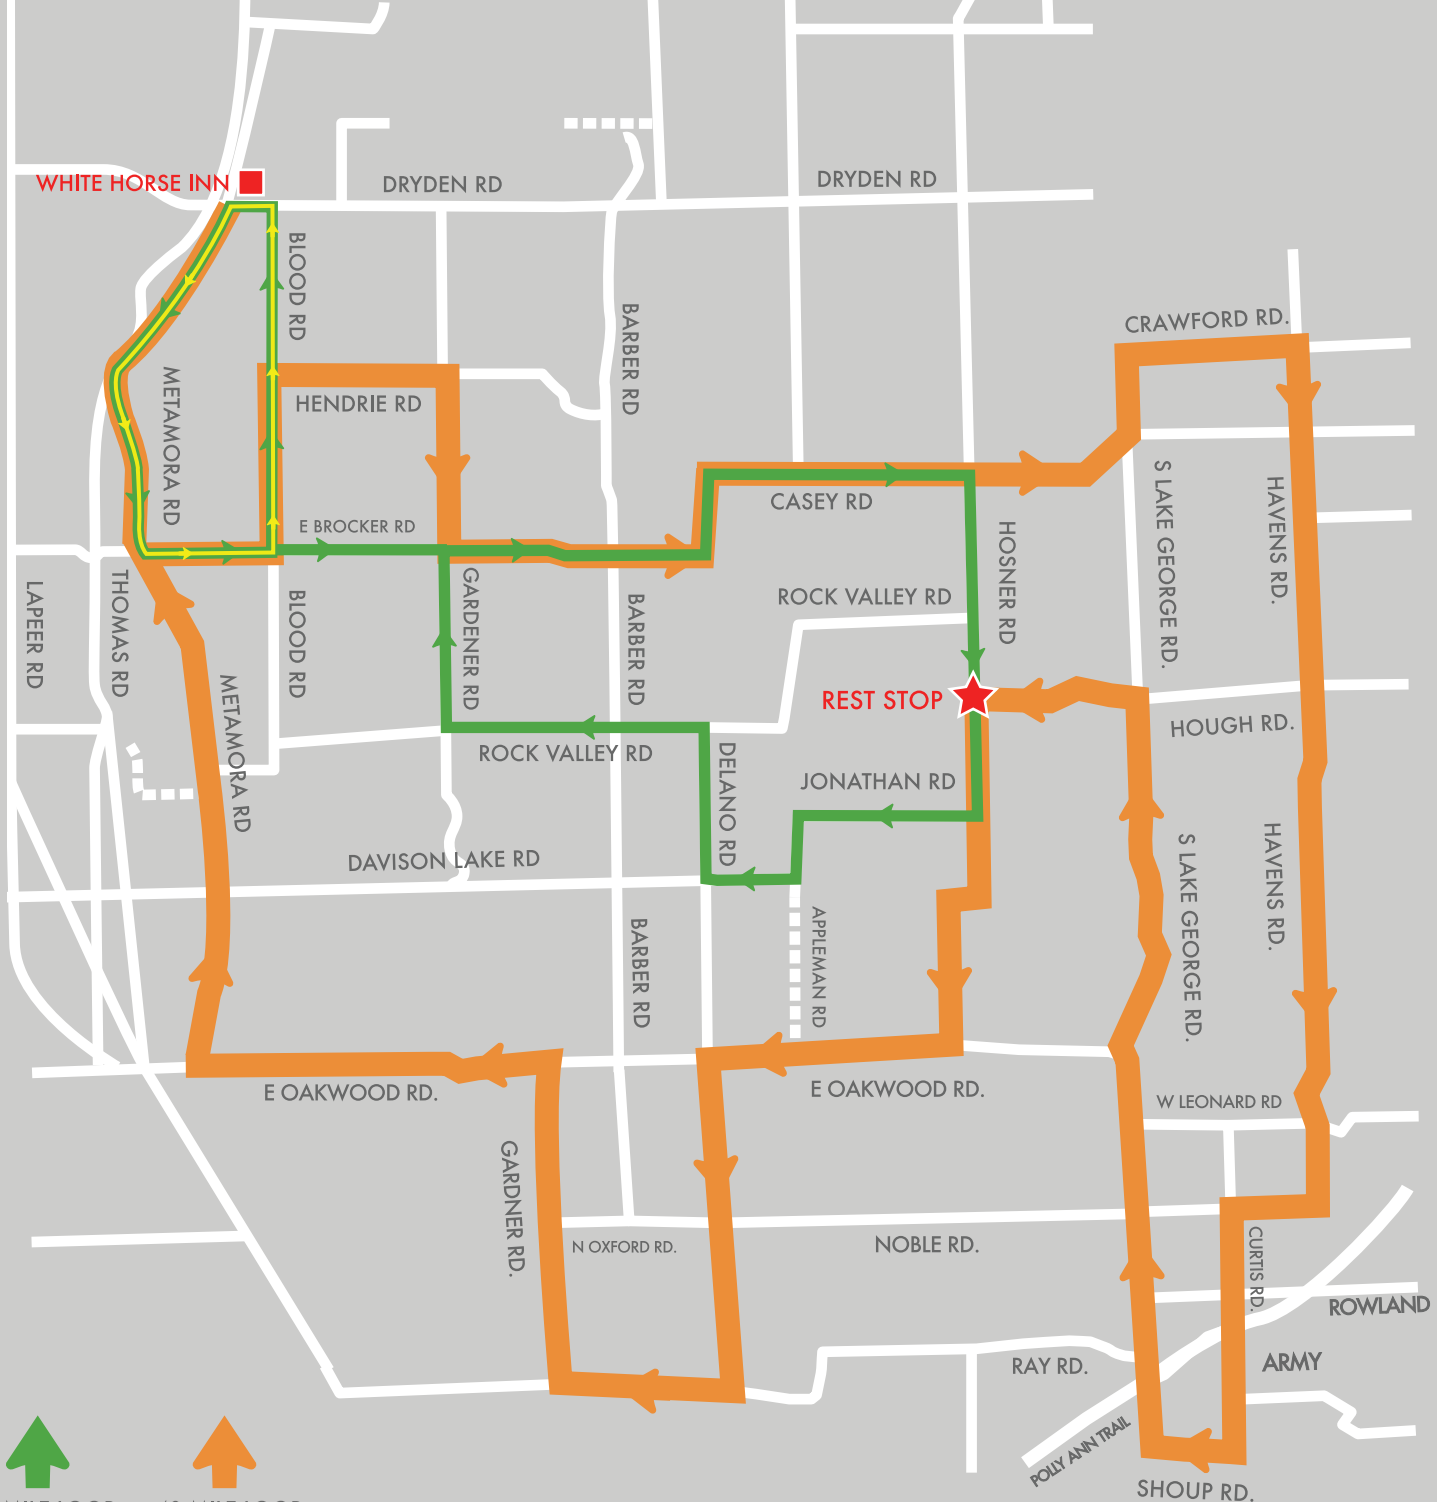 WHITE HORSE INN
DRYDEN RD
DRYDEN RD
BLOOD RD
BARBER RD
CRAWFORD RD.
METAMORA RD
HENDRIE RD
E BROCKER RD
CASEY RD
S LAKE GEORGE RD.
HAVENS RD.
HOSNER RD
LAPEER RD
THOMAS RD
BLOOD RD
GARDENER RD
BARBER RD
ROCK VALLEY RD
REST STOP
METAMORA RD
HOUGH RD.
ROCK VALLEY RD
DELANO RD
JONATHAN RD
DAVISON LAKE RD
S LAKE GEORGE RD.
HAVENS RD.
BARBER RD
APPLEMAN RD
E OAKWOOD RD.
E OAKWOOD RD.
W LEONARD RD
GARDNER RD.
N OXFORD RD.
NOBLE RD.
CURTIS RD.
ROWLAND
RAY RD.
ARMY
POLLY ANN TRAIL
SHOUP RD.